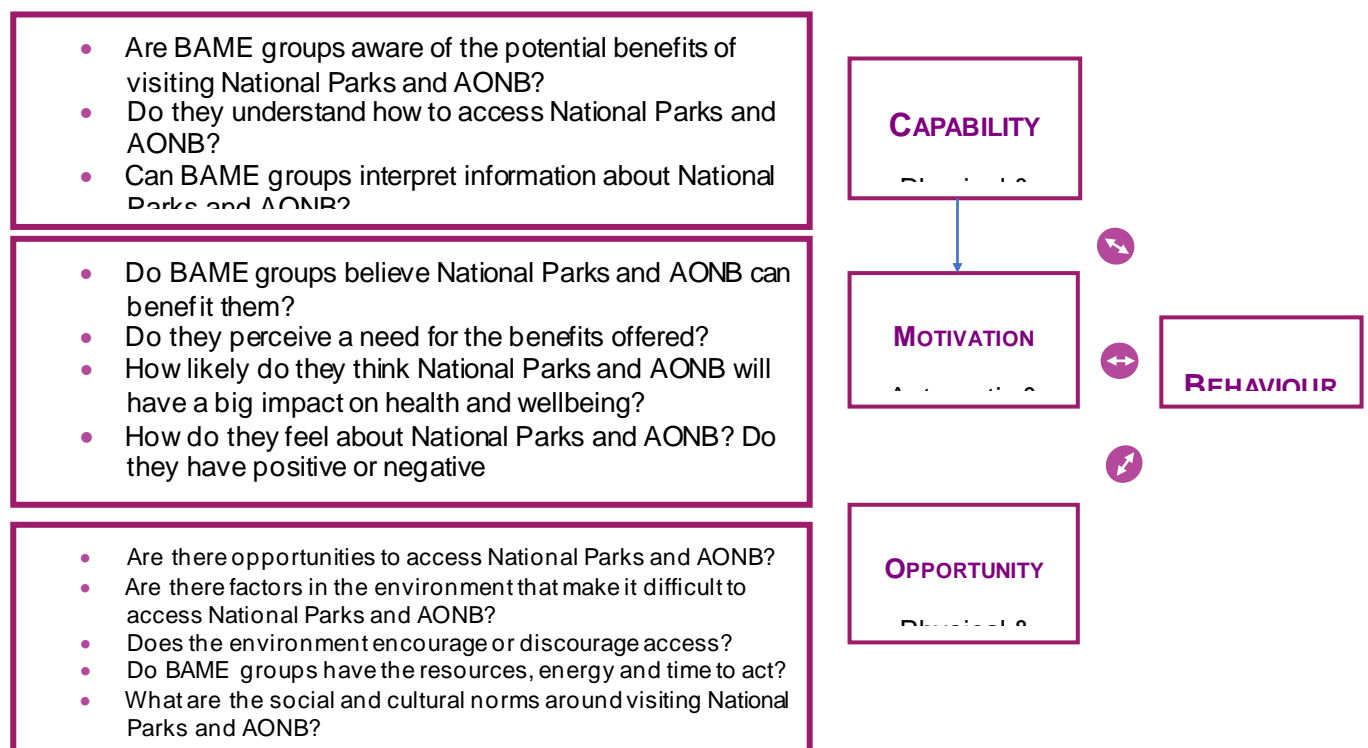 • Are BAME groups aware of the potential benefits of
visiting National Parks and AONB?
• Do they understand how to access National Parks and
AONB?
• Can BAME groups interpret information about National
Parks and AONB?
CAPABILITY
• Do BAME groups believe National Parks and AONB can
benefit them?
• Do they perceive a need for the benefits offered?
• How likely do they think National Parks and AONB will
have a big impact on health and wellbeing?
• How do they feel about National Parks and AONB? Do
they have positive or negative
MOTIVATION
BEHAVIOUR
• Are there opportunities to access National Parks and AONB?
• Are there factors in the environment that make it difficult to
access National Parks and AONB?
• Does the environment encourage or discourage access?
• Do BAME groups have the resources, energy and time to act?
• What are the social and cultural norms around visiting National
Parks and AONB?
OPPORTUNITY